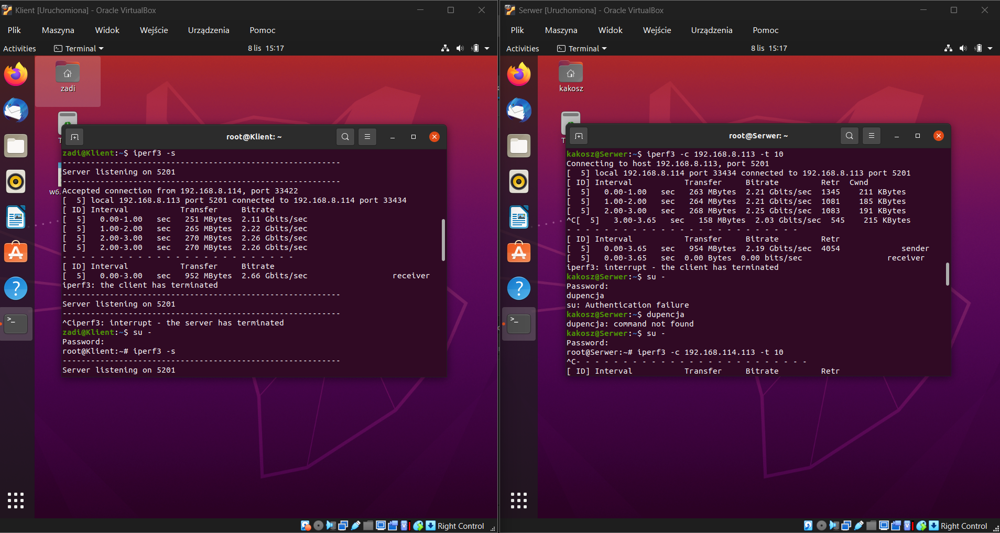 Klient [Uruchomiona] - Oracle VirtualBox
Plik Maszyna Widok Wejście Urządzenia Pomoc
Activities Terminal 8 lis 15:17
zadi
root@Klient: ~
zadi@Klient:~$ iperf3 -s
-----------------------------------------------------------
Server listening on 5201
-----------------------------------------------------------
Accepted connection from 192.168.8.114, port 33422
[  5] local 192.168.8.113 port 5201 connected to 192.168.8.114 port 33434
[ ID] Interval           Transfer     Bitrate
[  5]   0.00-1.00   sec   251 MBytes  2.11 Gbits/sec
[  5]   1.00-2.00   sec   265 MBytes  2.22 Gbits/sec
[  5]   2.00-3.00   sec   270 MBytes  2.26 Gbits/sec
[  5]   2.00-3.00   sec   270 MBytes  2.26 Gbits/sec
- - - - - - - - - - - - - - - - - - - - - - - - -
[ ID] Interval           Transfer     Bitrate
[  5]   0.00-3.00   sec   952 MBytes  2.66 Gbits/sec                  receiver
iperf3: the client has terminated
-----------------------------------------------------------
Server listening on 5201
-----------------------------------------------------------
^Ciperf3: interrupt - the server has terminated
zadi@Klient:~$ su -
Password:
root@Klient:~# iperf3 -s
-----------------------------------------------------------
Server listening on 5201
Right Control
Serwer [Uruchomiona] - Oracle VirtualBox
Plik Maszyna Widok Wejście Urządzenia Pomoc
Activities Terminal 8 lis 15:17
kakosz
root@Serwer: ~
kakosz@Serwer:~$ iperf3 -c 192.168.8.113 -t 10
Connecting to host 192.168.8.113, port 5201
[  5] local 192.168.8.114 port 33434 connected to 192.168.8.113 port 5201
[ ID] Interval           Transfer     Bitrate         Retr  Cwnd
[  5]   0.00-1.00   sec   263 MBytes  2.21 Gbits/sec  1345    211 KBytes
[  5]   1.00-2.00   sec   264 MBytes  2.21 Gbits/sec  1081    185 KBytes
[  5]   2.00-3.00   sec   268 MBytes  2.25 Gbits/sec  1083    191 KBytes
^C[  5]   3.00-3.65   sec   158 MBytes  2.03 Gbits/sec  545    215 KBytes
- - - - - - - - - - - - - - - - - - - - - - - - -
[ ID] Interval           Transfer     Bitrate         Retr
[  5]   0.00-3.65   sec   954 MBytes  2.19 Gbits/sec  4054             sender
[  5]   0.00-3.65   sec  0.00 Bytes  0.00 bits/sec                  receiver
iperf3: interrupt - the client has terminated
kakosz@Serwer:~$ su -
Password:
dupencja
su: Authentication failure
kakosz@Serwer:~$ dupencja
dupencja: command not found
kakosz@Serwer:~$ su -
Password:
root@Serwer:~# iperf3 -c 192.168.114.113 -t 10
^C- - - - - - - - - - - - - - - - - - - - - - - - -
[ ID] Interval           Transfer     Bitrate         Retr
Right Control